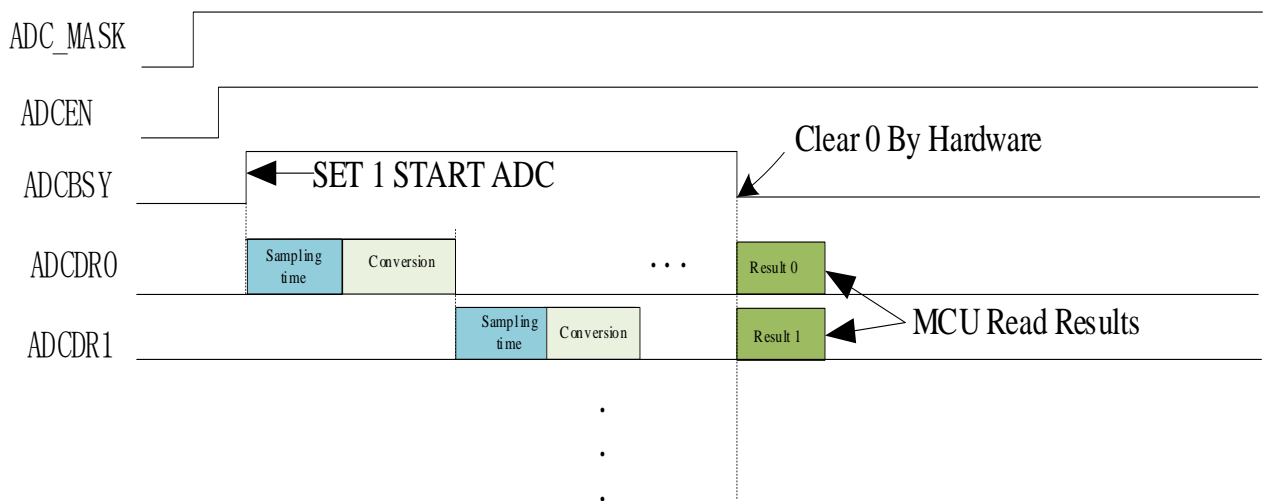 ADC_MASK
ADCEN
Clear 0 By Hardware
ADCBSY
SET 1 START ADC
ADCDR0
Sampling
time
Conversion
...
Result 0
MCU Read Results
ADCDR1
Sampling
time
Conversion
Result 1
.
.
.